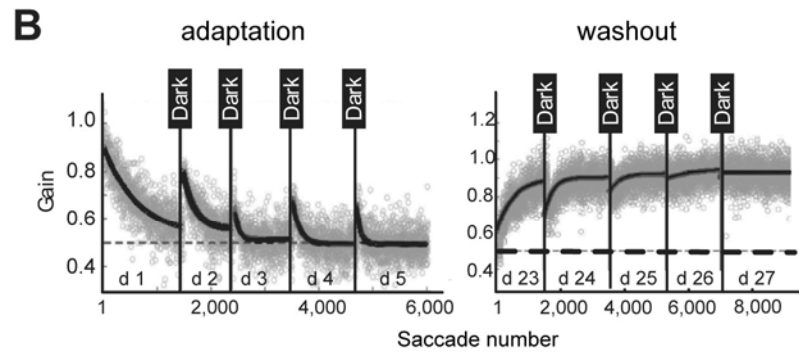 B
adaptation
washout
Dark Dark Dark Dark
Dark Dark Dark Dark
Gain
1.0
0.8
0.6
0.4
d 1 d 2 d 3 d 4 d 5
1 2,000 4,000 6,000
1.2
1.0
0.8
0.6
0.4
d 23 d 24 d 25 d 26 d 27
1 2,000 4,000 6,000 8,000
Saccade number